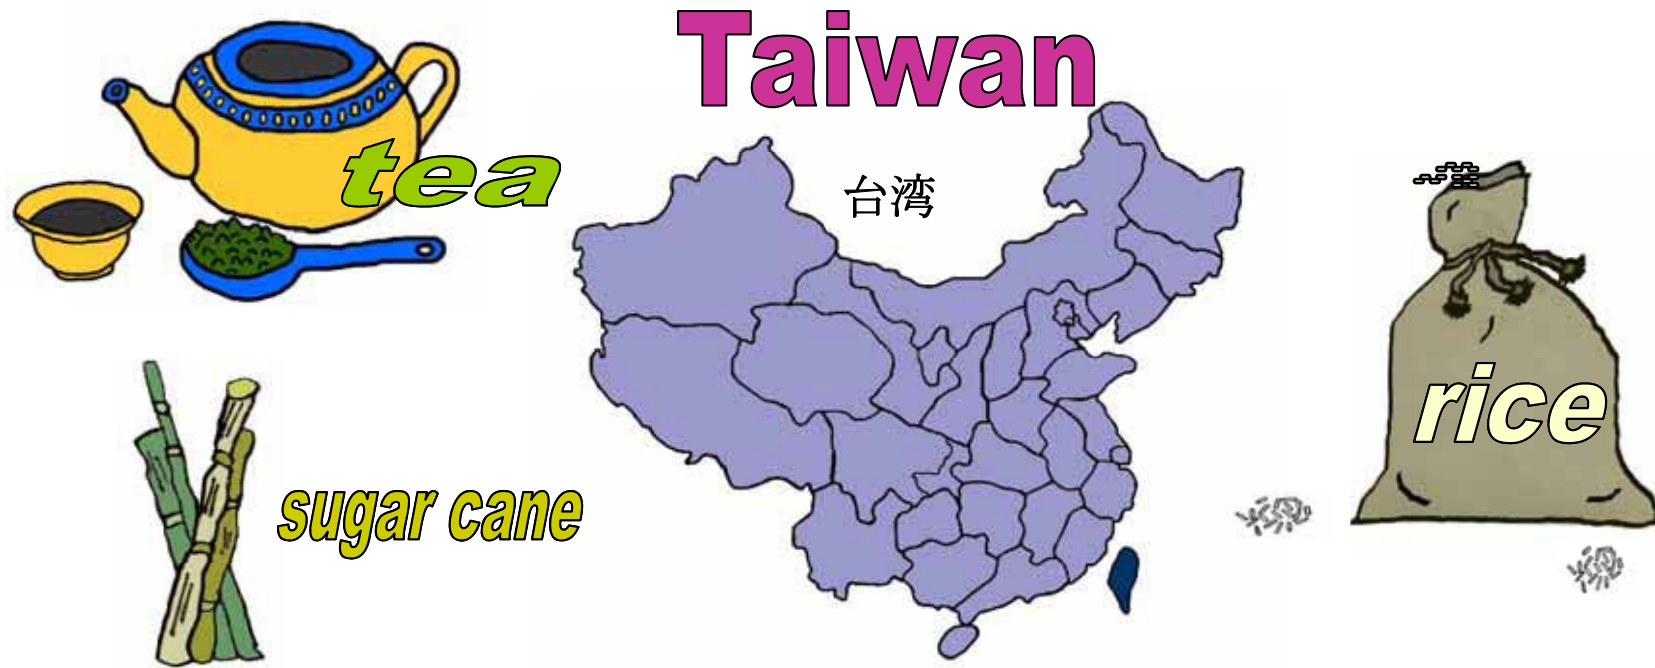 Taiwan
tea
台湾
rice
sugar cane